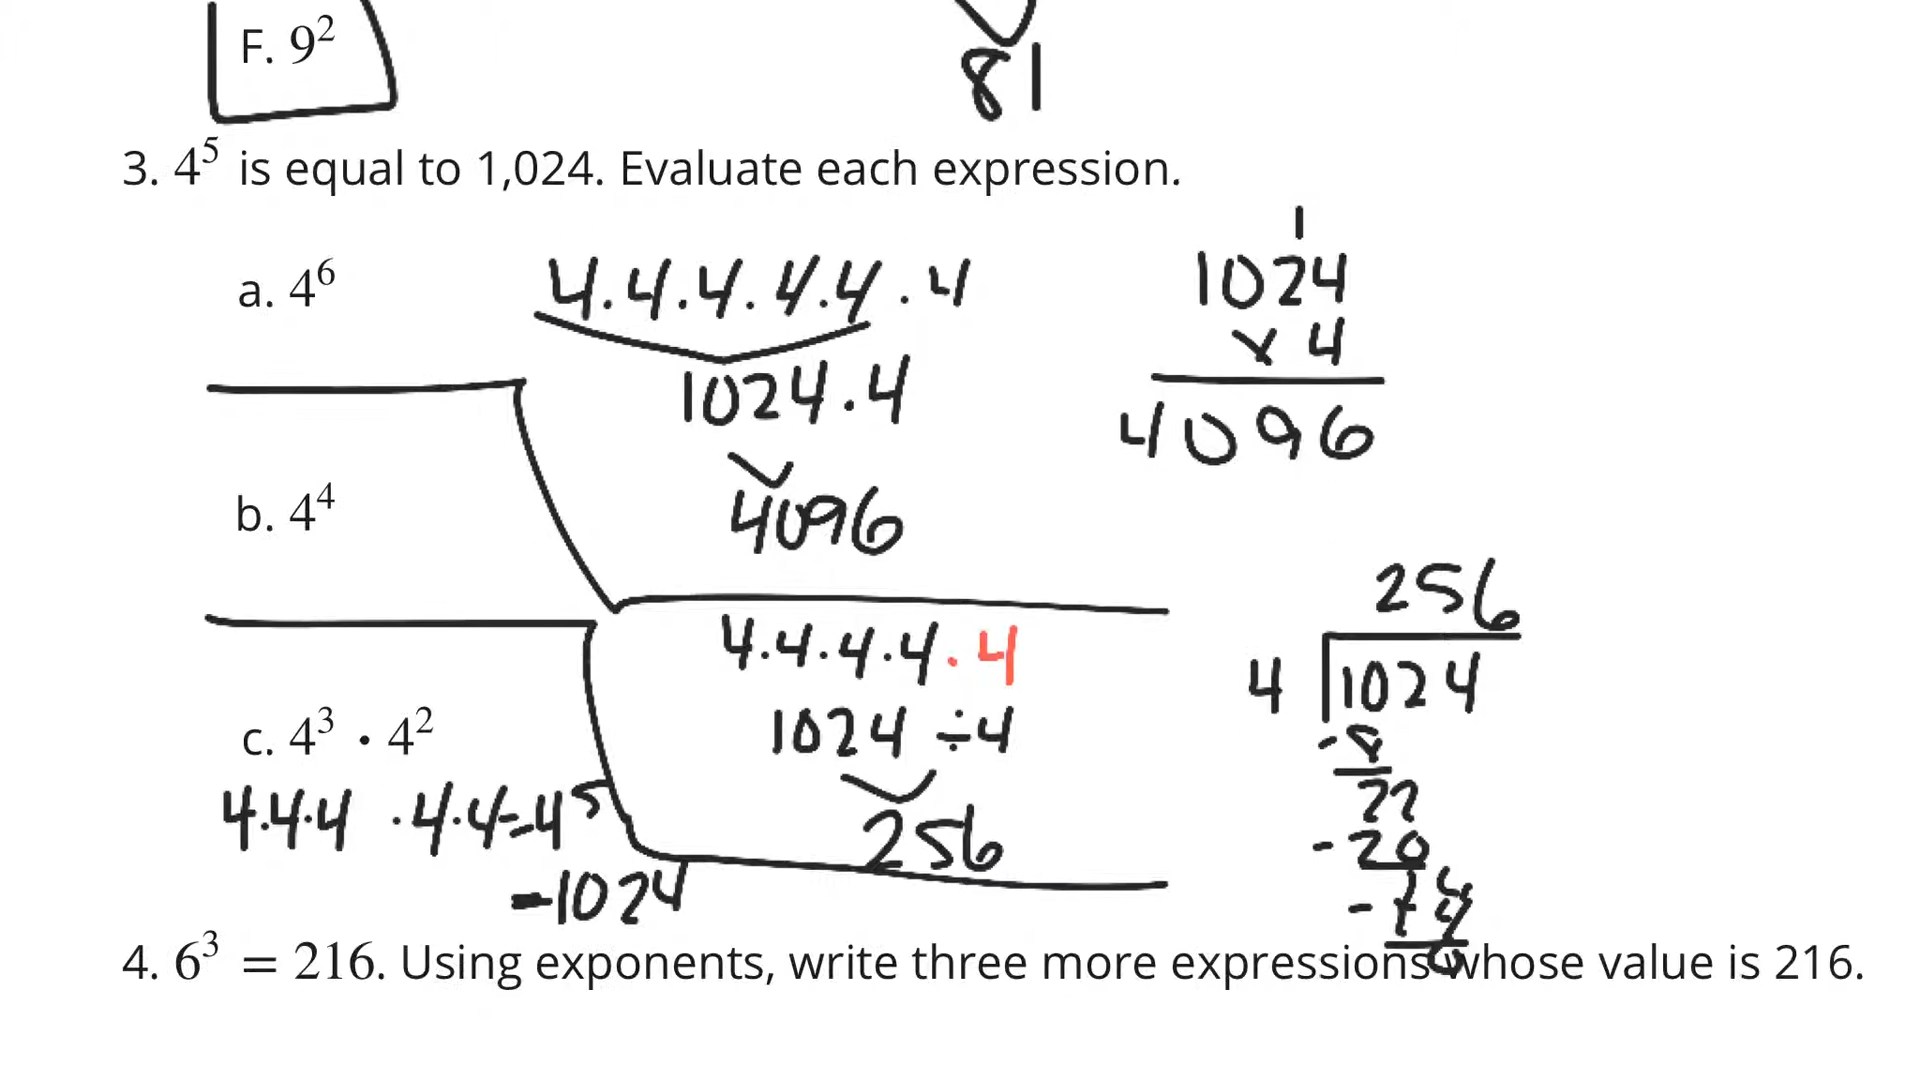 F. 9²
81
3. 4⁵ is equal to 1,024. Evaluate each expression.
a. 4⁶
4.4.4.4.4.4
1024.4
4096
1
1024
x 4
4096
b. 4⁴
4.4.4.4.4
1024 ÷4
256
256
4 1024
-8
22
-20
c. 4³ · 4²
4.4.4 .4.4=4⁵
=1024
4. 6³ = 216. Using exponents, write three more expressions whose value is 216.